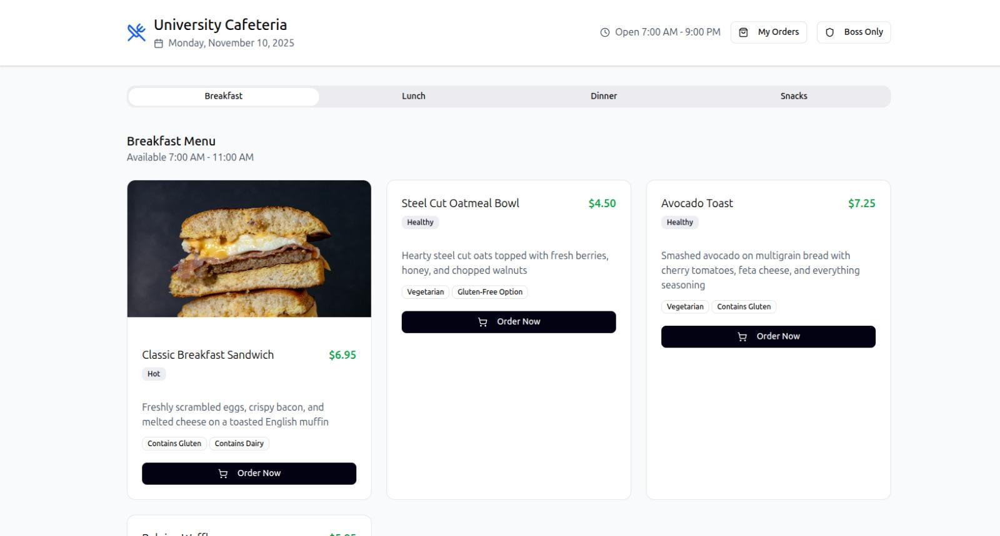 University Cafeteria
Monday, November 10, 2025
Open 7:00 AM - 9:00 PM
My Orders
Boss Only
Breakfast
Lunch
Dinner
Snacks
Breakfast Menu
Available 7:00 AM - 11:00 AM
Classic Breakfast Sandwich
$6.95
Hot
Freshly scrambled eggs, crispy bacon, and
melted cheese on a toasted English muffin
Contains Gluten
Contains Dairy
Order Now
Steel Cut Oatmeal Bowl
$4.50
Healthy
Hearty steel cut oats topped with fresh berries,
honey, and chopped walnuts
Vegetarian
Gluten-Free Option
Order Now
Avocado Toast
$7.25
Healthy
Smashed avocado on multigrain bread with
cherry tomatoes, feta cheese, and everything
seasoning
Vegetarian
Contains Gluten
Order Now